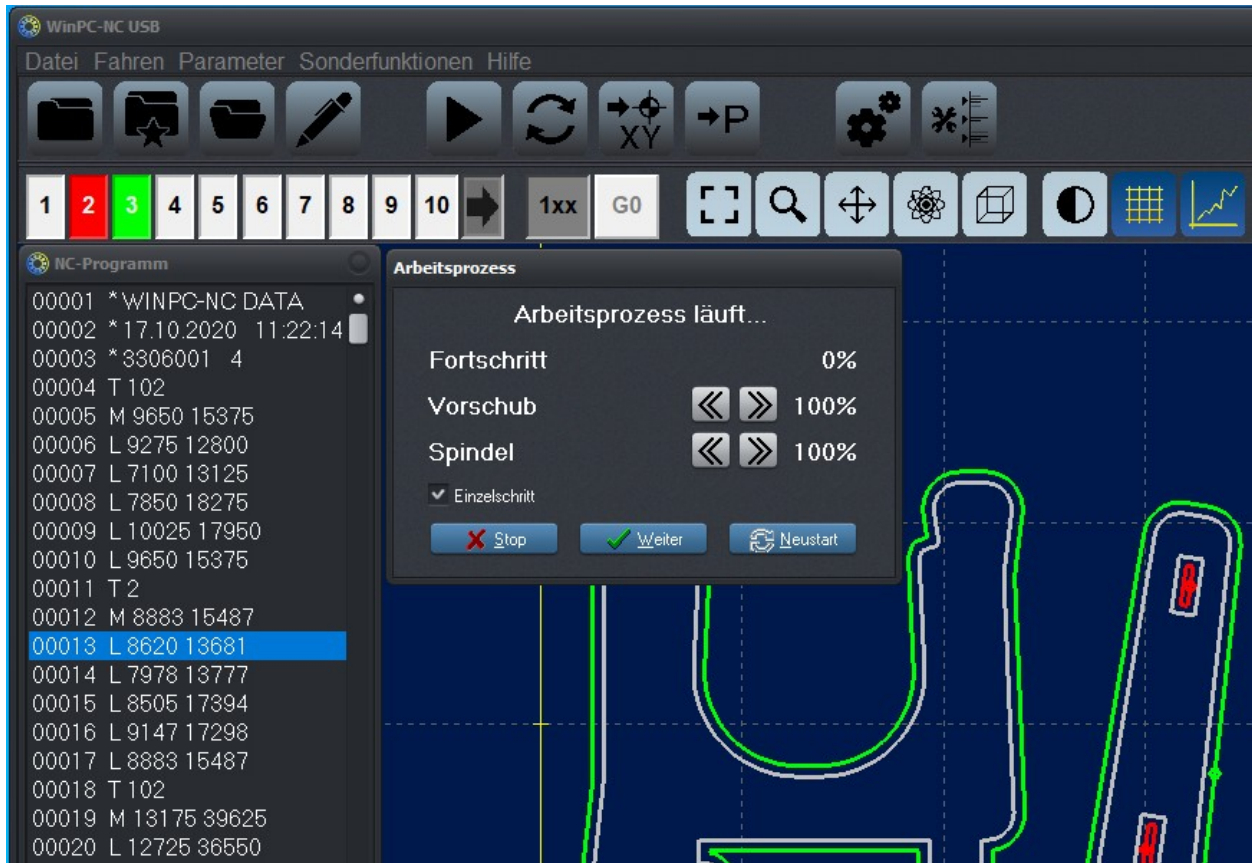 WinPC-NC USB
Datei Fahren Parameter Sonderfunktionen Hilfe
XY
P
1 2 3 4 5 6 7 8 9 10 1xx G0
NC-Programm
00001 *WINPC-NC DATA
00002 *17.10.2020 11:22:14
00003 *3306001 4
00004 T 102
00005 M 9650 15375
00006 L 9275 12800
00007 L 7100 13125
00008 L 7850 18275
00009 L 10025 17950
00010 L 9650 15375
00011 T 2
00012 M 8883 15487
00013 L 8620 13681
00014 L 7978 13777
00015 L 8505 17394
00016 L 9147 17298
00017 L 8883 15487
00018 T 102
00019 M 13175 39625
00020 L 12725 36550
Arbeitsprozess
Arbeitsprozess läuft...
Fortschritt 0%
Vorschub 100%
Spindel 100%
Einzelschritt
Stop Weiter Neustart